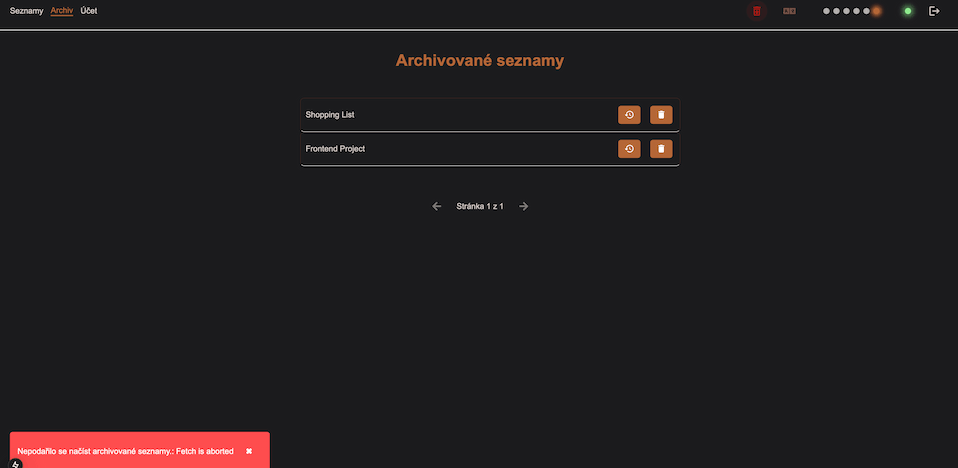 Seznamy Archiv Účet
Archivované seznamy
Shopping List
Frontend Project
Stránka 1 z 1
Nepodařilo se načíst archivované seznamy.: Fetch is aborted